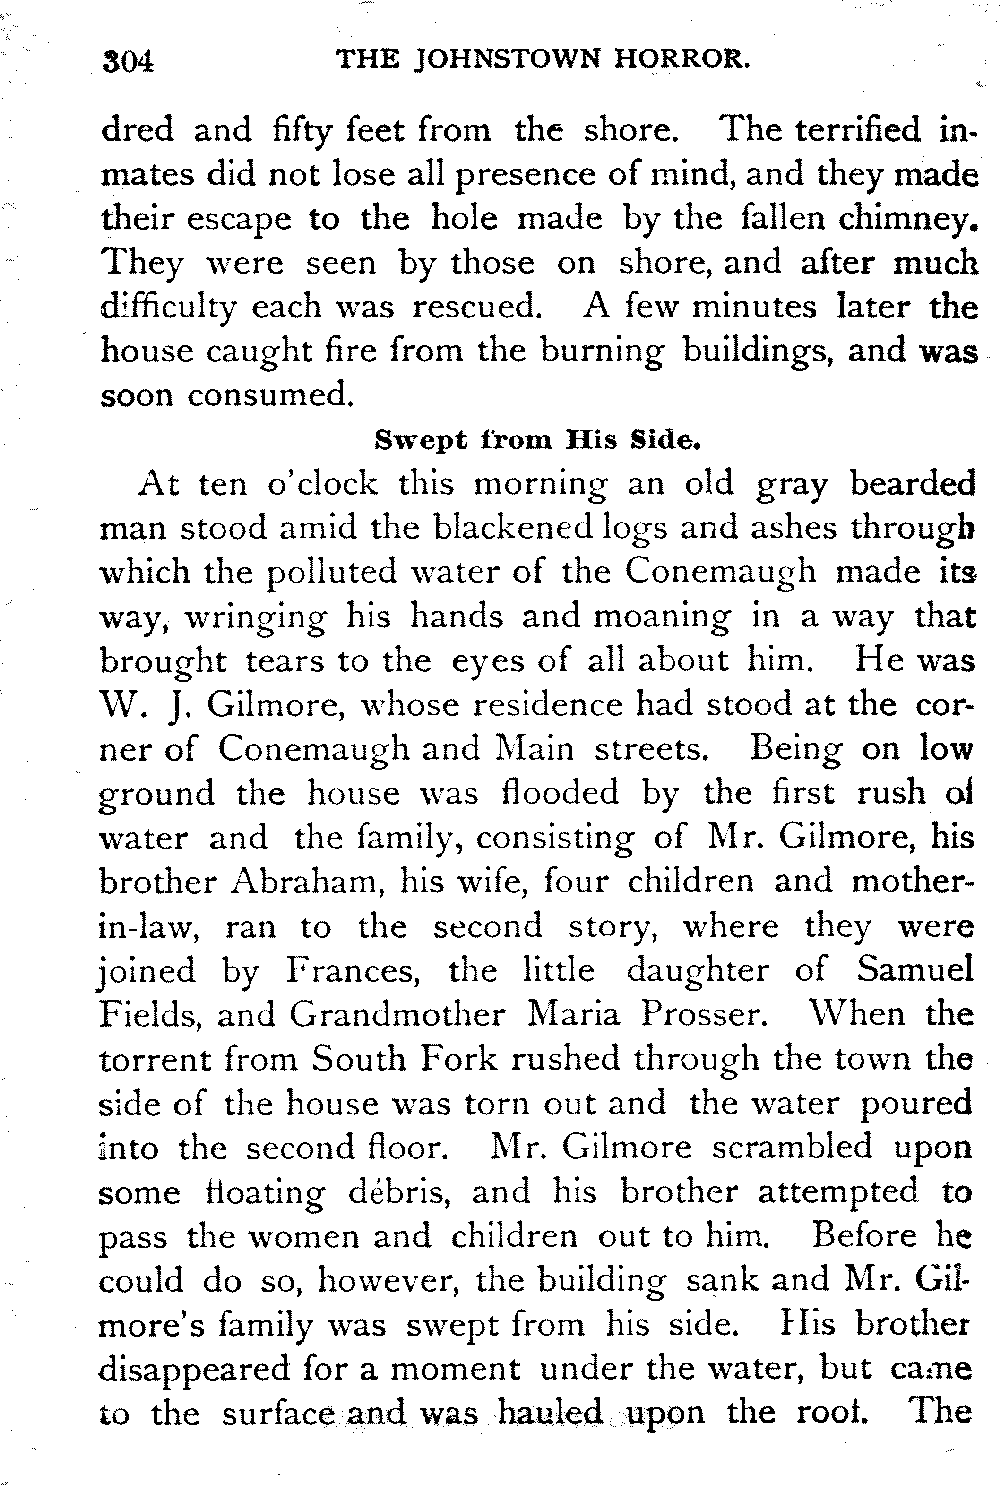 304 THE JOHNSTOWN HORROR.
dred and fifty feet from the shore. The terrified in-
mates did not lose all presence of mind, and they made
their escape to the hole made by the fallen chimney.
They were seen by those on shore, and after much
difficulty each was rescued. A few minutes later the
house caught fire from the burning buildings, and was
soon consumed.
Swept from His Side.
At ten o'clock this morning an old gray bearded
man stood amid the blackened logs and ashes through
which the polluted water of the Conemaugh made its
way, wringing his hands and moaning in a way that
brought tears to the eyes of all about him. He was
W. J. Gilmore, whose residence had stood at the cor-
ner of Conemaugh and Main streets. Being on low
ground the house was flooded by the first rush of
water and the family, consisting of Mr. Gilmore, his
brother Abraham, his wife, four children and mother-
in-law, ran to the second story, where they were
joined by Frances, the little daughter of Samuel
Fields, and Grandmother Maria Prosser. When the
torrent from South Fork rushed through the town the
side of the house was torn out and the water poured
into the second floor. Mr. Gilmore scrambled upon
some floating débris, and his brother attempted to
pass the women and children out to him. Before he
could do so, however, the building sank and Mr. Gil-
more's family was swept from his side. His brother
disappeared for a moment under the water, but came
to the surface and was hauled upon the roof. The